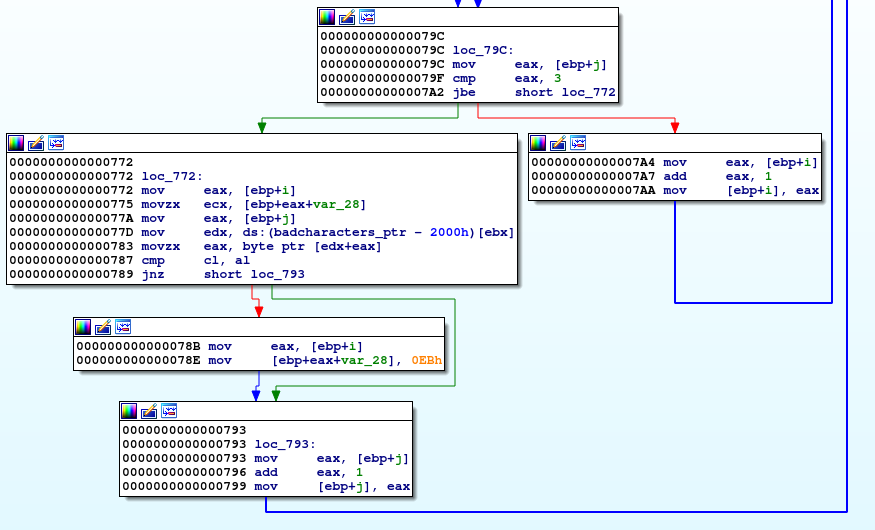 000000000000079C
000000000000079C loc_79C:
000000000000079C mov eax, [ebp+j]
000000000000079F cmp eax, 3
00000000000007A2 jbe short loc_772
0000000000000772
0000000000000772 loc_772:
0000000000000772 mov eax, [ebp+i]
0000000000000775 movzx ecx, [ebp+eax+var_28]
000000000000077A mov eax, [ebp+j]
000000000000077D mov edx, ds:(badcharacters_ptr - 2000h)[ebx]
0000000000000783 movzx eax, byte ptr [edx+eax]
0000000000000787 cmp cl, al
0000000000000789 jnz short loc_793
00000000000007A4 mov eax, [ebp+i]
00000000000007A7 add eax, 1
00000000000007AA mov [ebp+i], eax
000000000000078B mov eax, [ebp+i]
000000000000078E mov [ebp+eax+var_28], 0EBh
0000000000000793
0000000000000793 loc_793:
0000000000000793 mov eax, [ebp+j]
0000000000000796 add eax, 1
0000000000000799 mov [ebp+j], eax